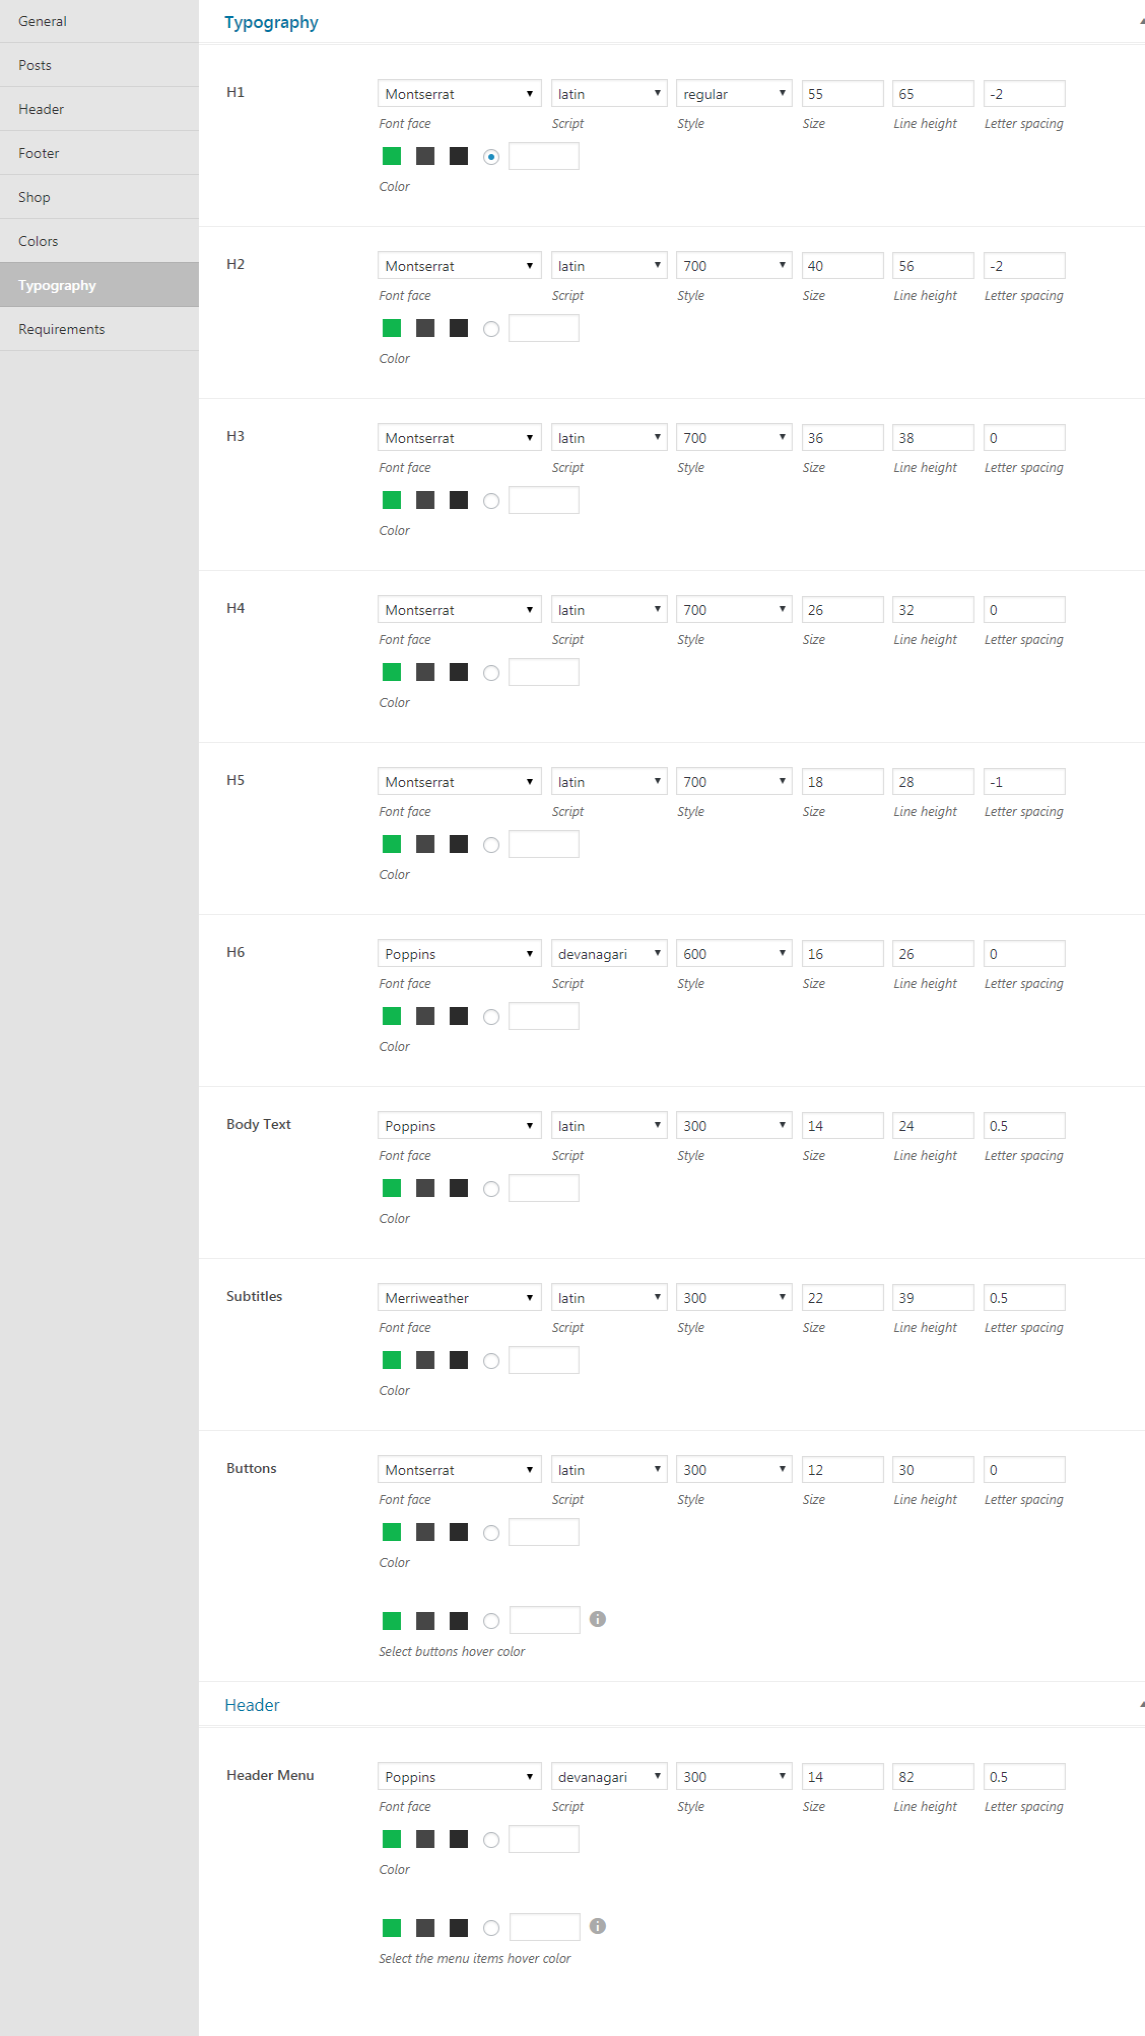 General
Posts
Header
Footer
Shop
Colors
Typography
Requirements
Typography
H1
Montserrat latin regular 55 65 -2
Font face Script Style Size Line height Letter spacing
Color
H2
Montserrat latin 700 40 56 -2
Font face Script Style Size Line height Letter spacing
Color
H3
Montserrat latin 700 36 38 0
Font face Script Style Size Line height Letter spacing
Color
H4
Montserrat latin 700 26 32 0
Font face Script Style Size Line height Letter spacing
Color
H5
Montserrat latin 700 18 28 -1
Font face Script Style Size Line height Letter spacing
Color
H6
Poppins devanagari 600 16 26 0
Font face Script Style Size Line height Letter spacing
Color
Body Text
Poppins latin 300 14 24 0.5
Font face Script Style Size Line height Letter spacing
Color
Subtitles
Merriweather latin 300 22 39 0.5
Font face Script Style Size Line height Letter spacing
Color
Buttons
Montserrat latin 300 12 30 0
Font face Script Style Size Line height Letter spacing
Color
Select buttons hover color
Header
Header Menu
Poppins devanagari 300 14 82 0.5
Font face Script Style Size Line height Letter spacing
Color
Select the menu items hover color